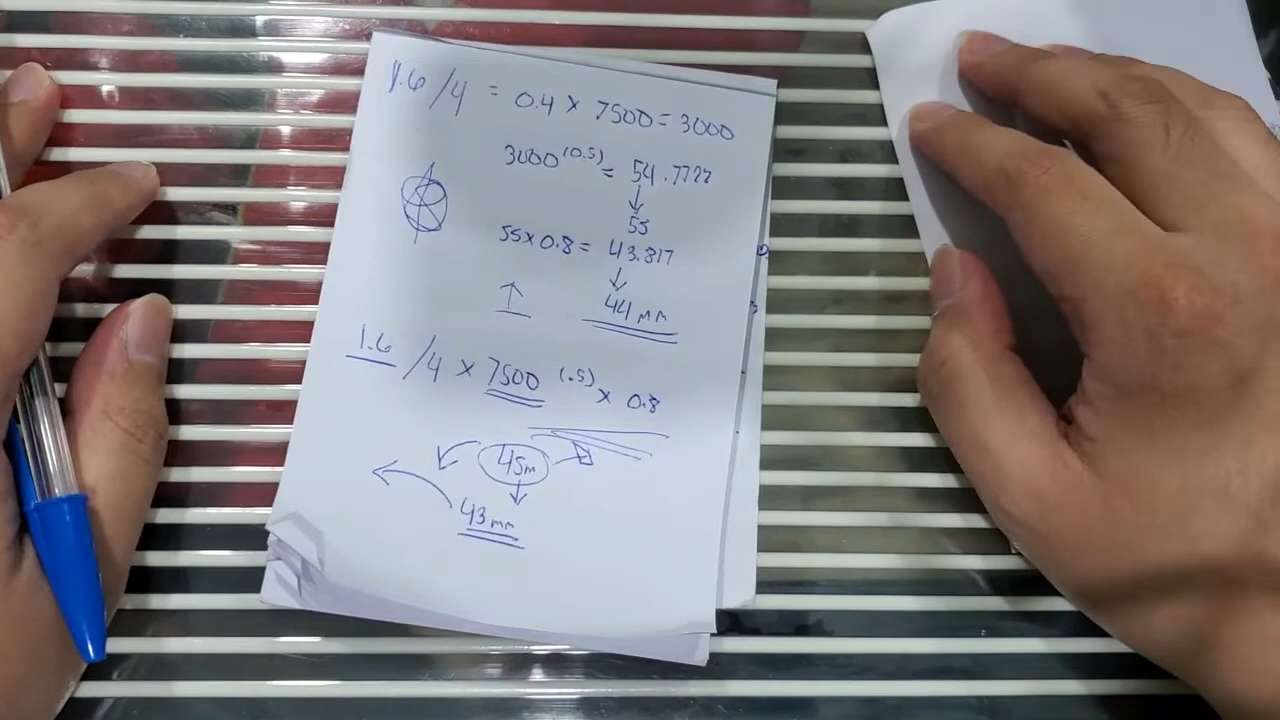 1.6/4 = 0.4 x 7500 = 3000
3000^(0.5) = 54.7722
↓
55
55 x 0.8 = 43.817
↓
44 mm
1.6/4 x 7500^(.5) x 0.8
45m
43mm